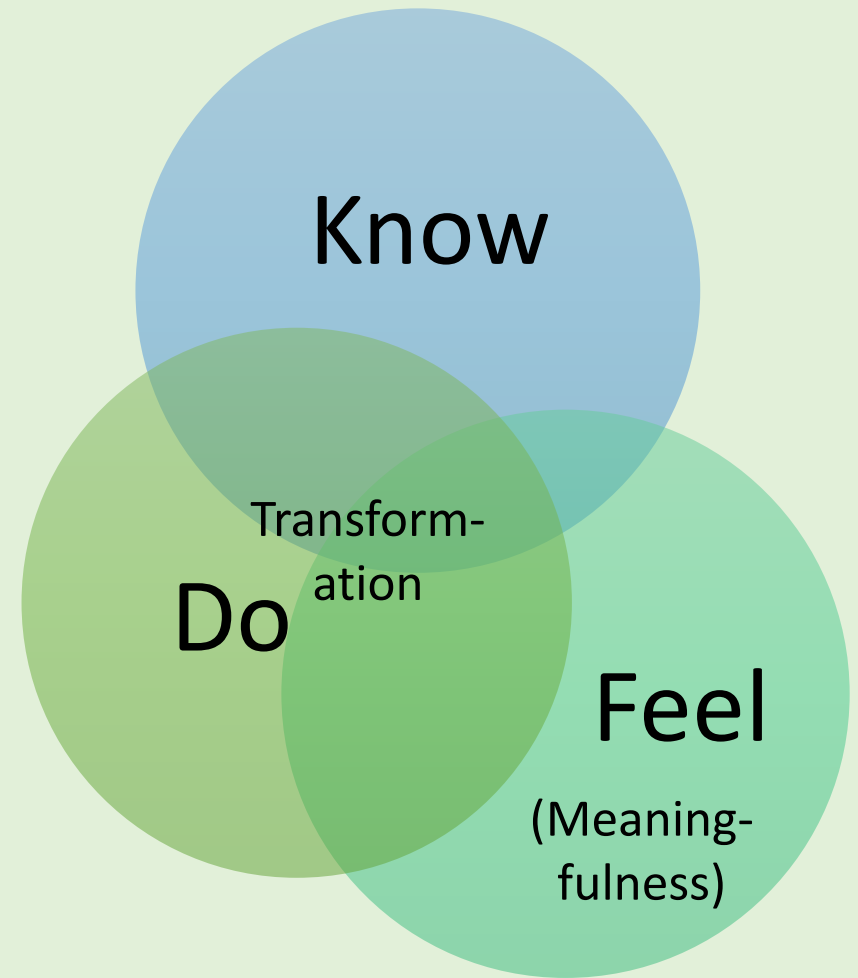 Know
Transform-
ation
Do
Feel
(Meaning-
fulness)